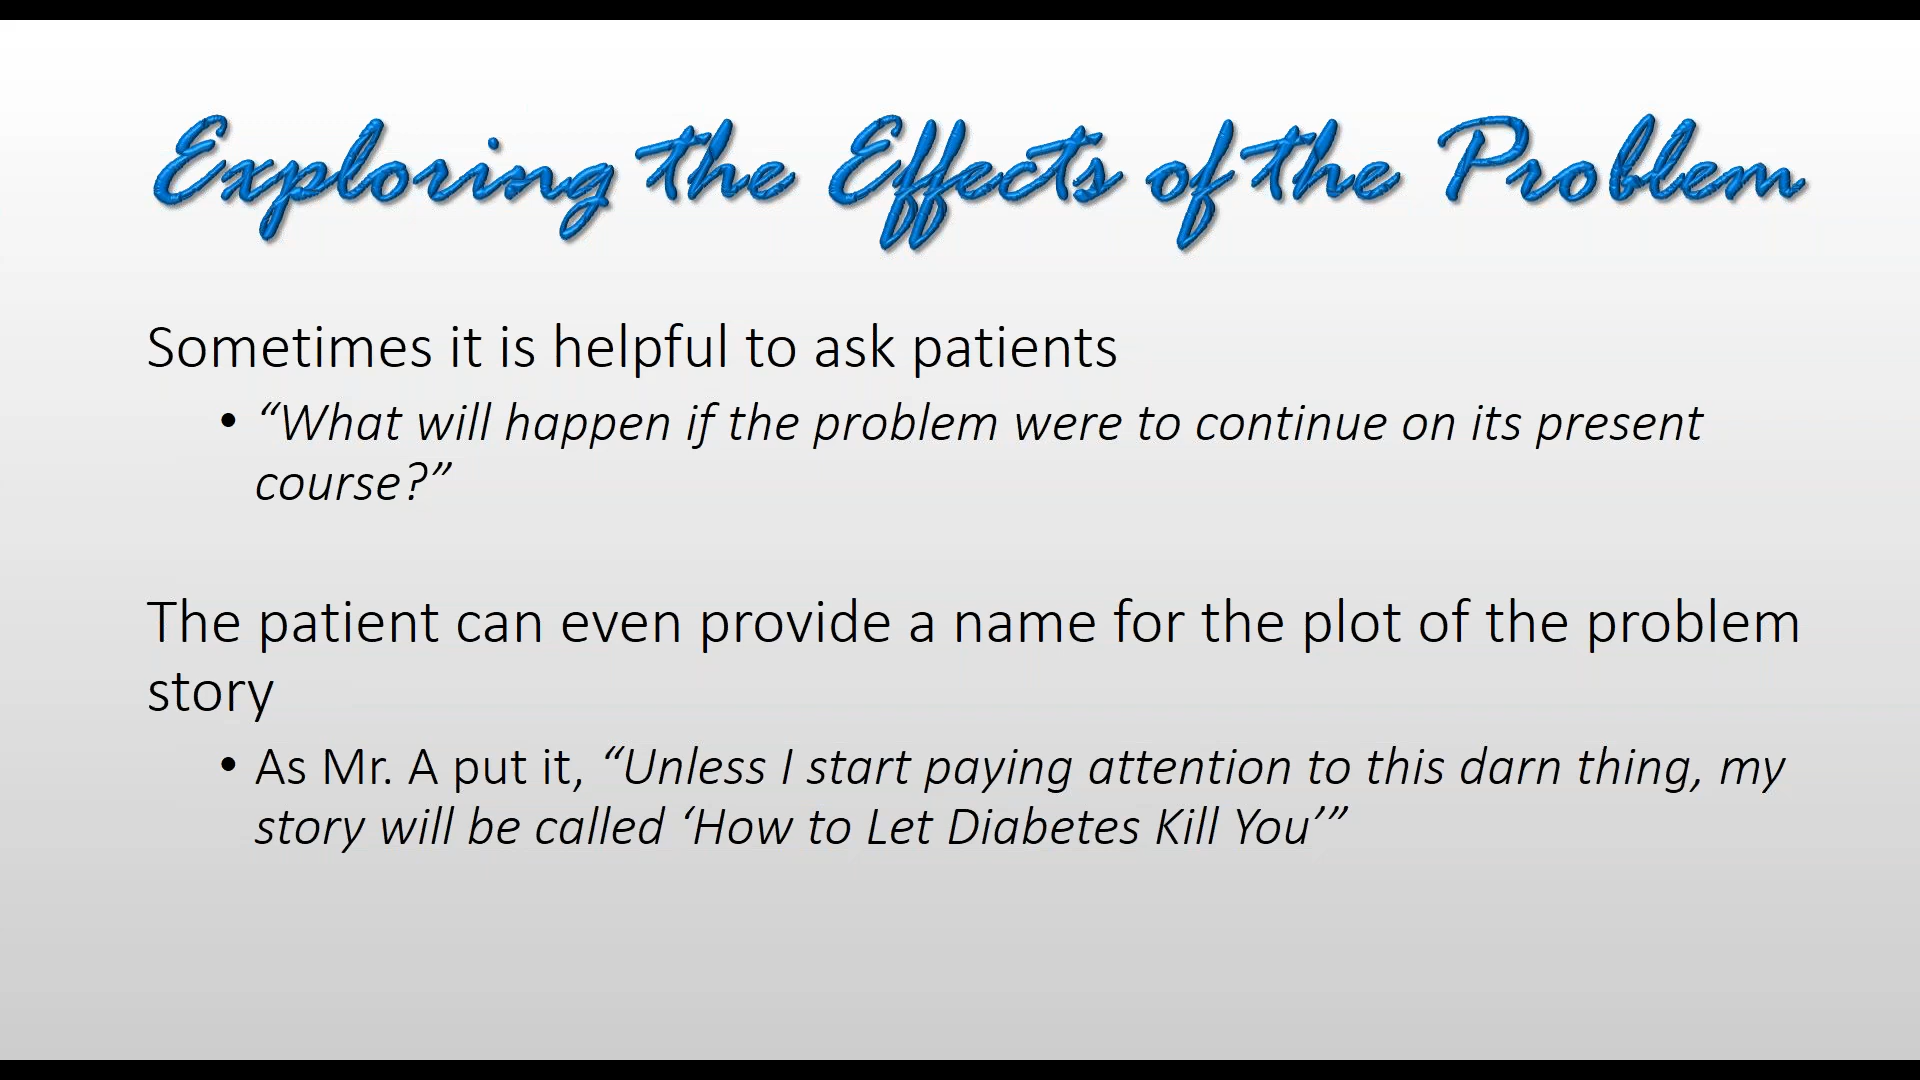 Exploring the Effects of the Problem
Sometimes it is helpful to ask patients
• “What will happen if the problem were to continue on its present
course?”
The patient can even provide a name for the plot of the problem
story
• As Mr. A put it, “Unless I start paying attention to this darn thing, my
story will be called ‘How to Let Diabetes Kill You’”